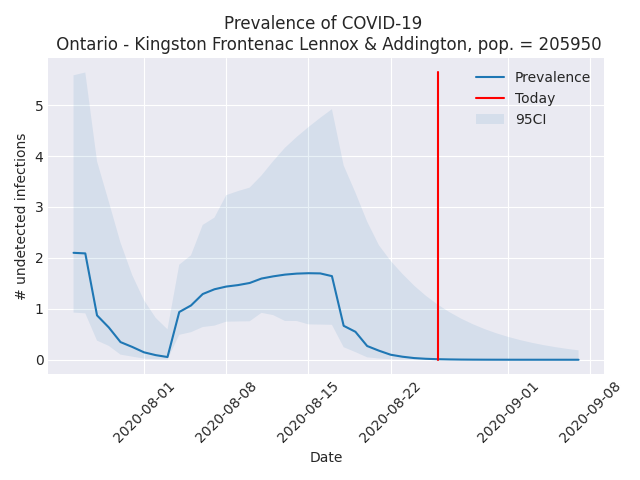 Prevalence of COVID-19
Ontario - Kingston Frontenac Lennox & Addington, pop. = 205950
Prevalence
Today
95CI
# undetected infections
5
4
3
2
1
0
2020-08-01
2020-08-08
2020-08-15
2020-08-22
2020-09-01
2020-09-08
Date